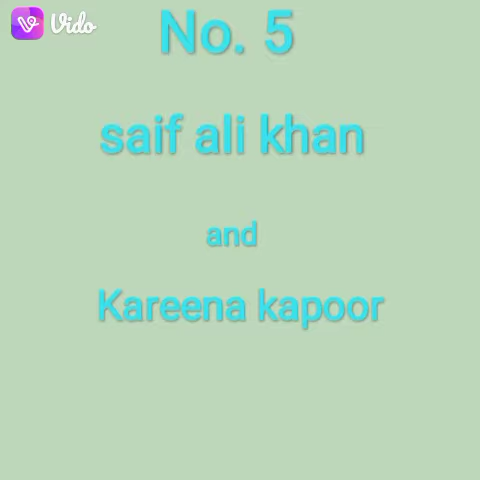 Vido
No. 5
saif ali khan
and
Kareena kapoor